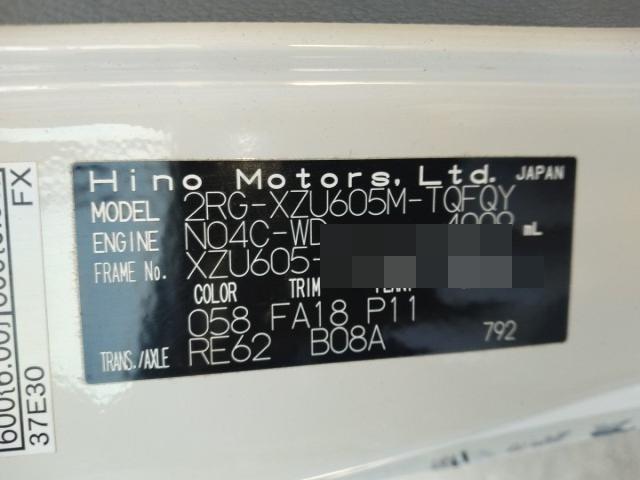 Hino Motors, Ltd. JAPAN
MODEL 2RG-XZU605M-TQFQY
ENGINE N04C-WD mL
FRAME No. XZU605-
COLOR TRIM
058 FA18 P11
TRANS./AXLE RE62 B08A 792
FX
37E30